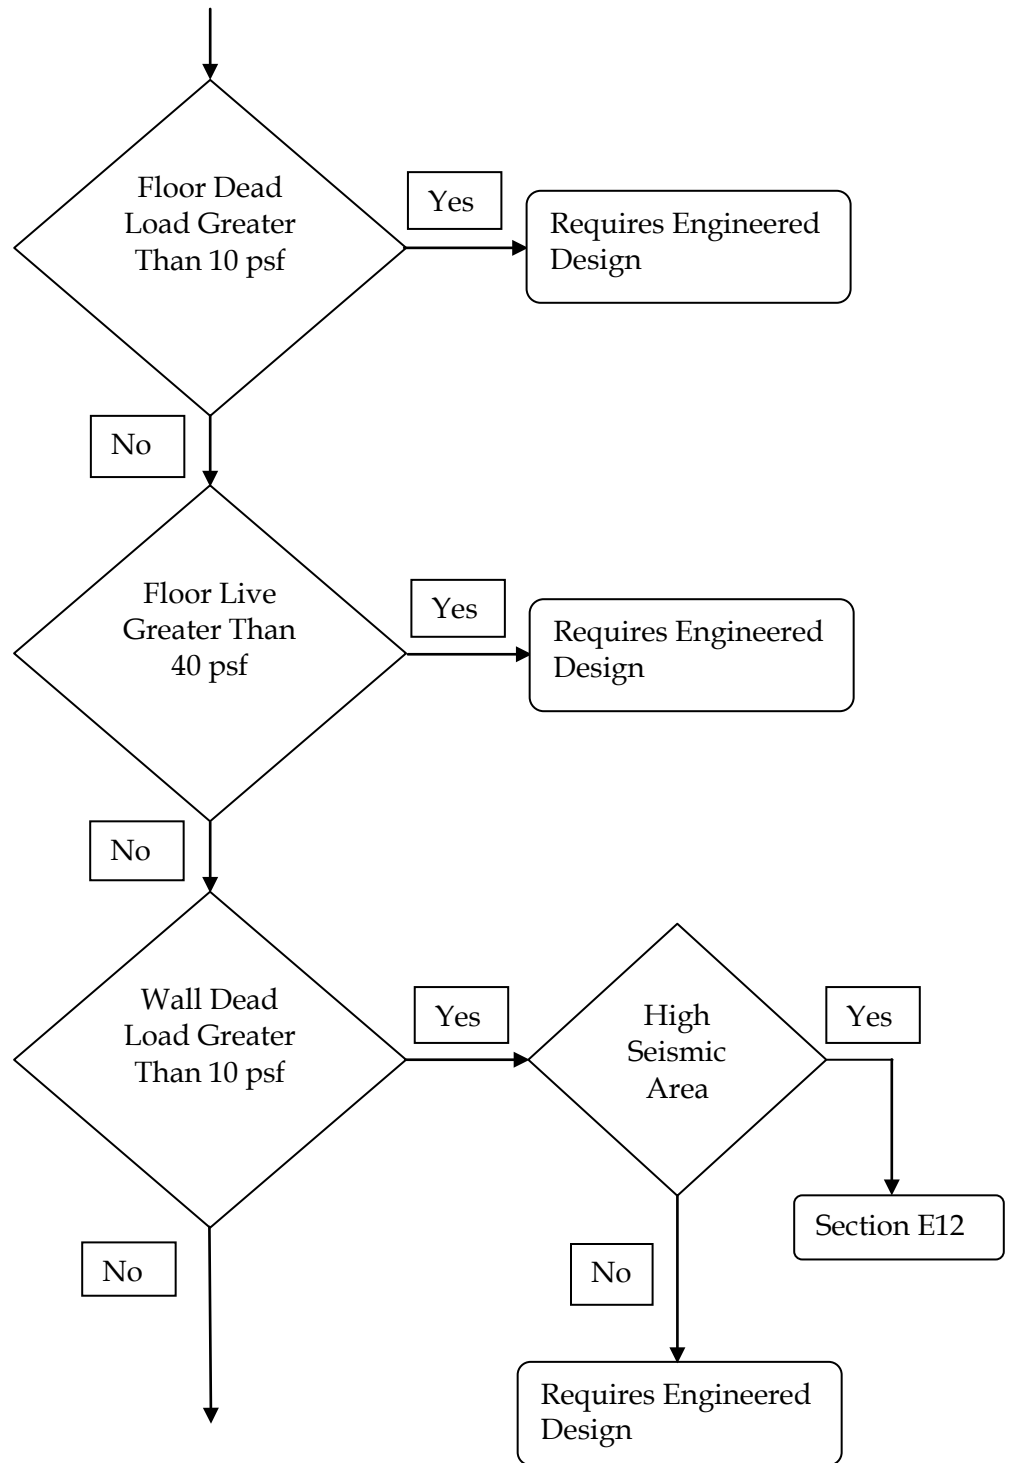 Floor Dead
Load Greater
Than 10 psf
Yes
Requires Engineered
Design
No
Floor Live
Greater Than
40 psf
Yes
Requires Engineered
Design
No
Wall Dead
Load Greater
Than 10 psf
Yes
High
Seismic
Area
Yes
Section E12
No
No
Requires Engineered
Design